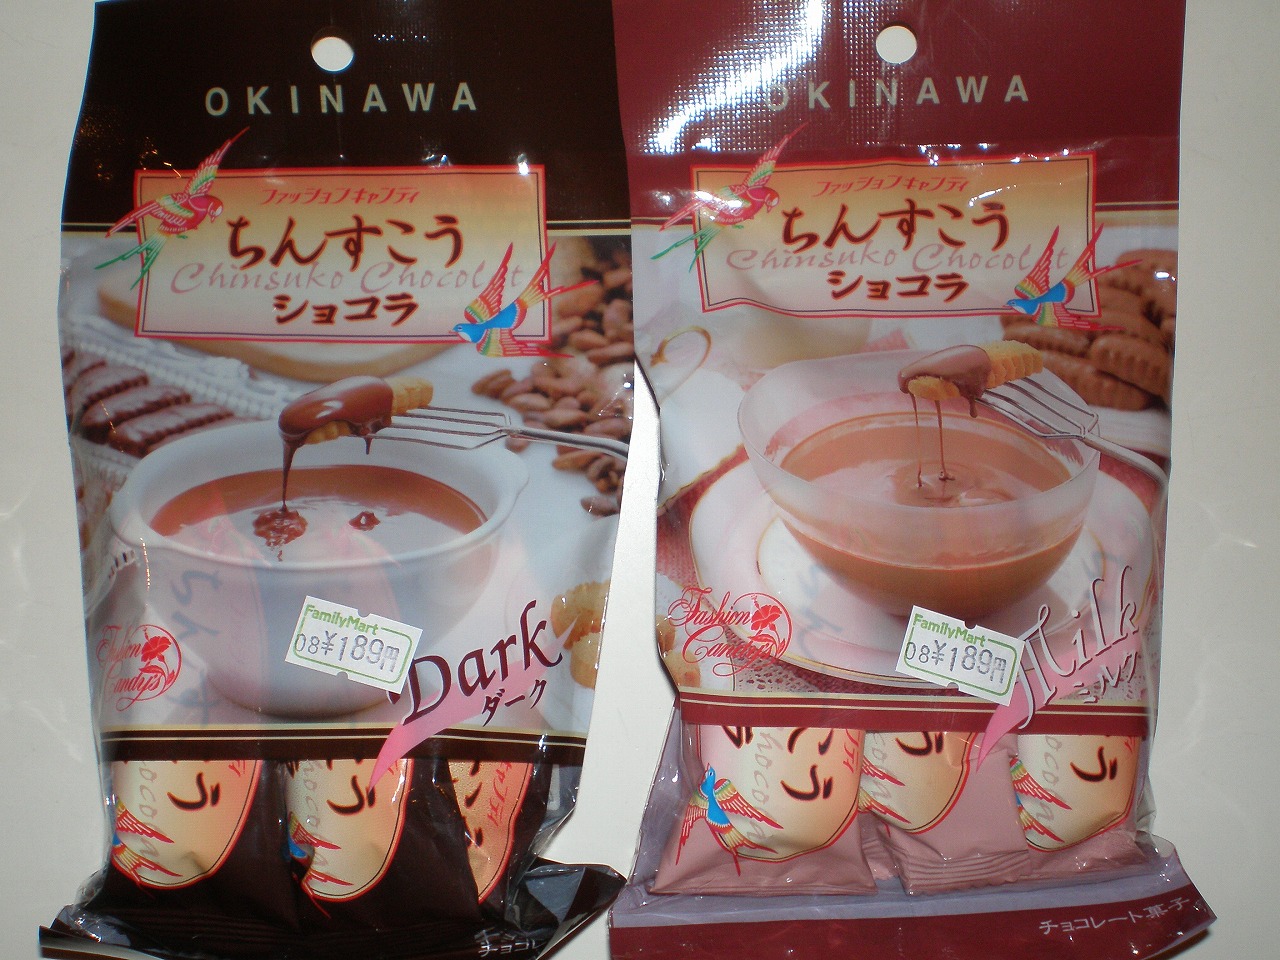 OKINAWA
ファッションキャンディ
ちんすこう
Chinsuko Chocolat
ショコラ
FamilyMart
08¥189円
Fashion
Candy's
Dark
ダーク
OKINAWA
ファッションキャンディ
ちんすこう
Chinsuko Chocolat
ショコラ
FamilyMart
08¥189円
Fashion
Candy's
Milk
ミルク
チョコレート菓子